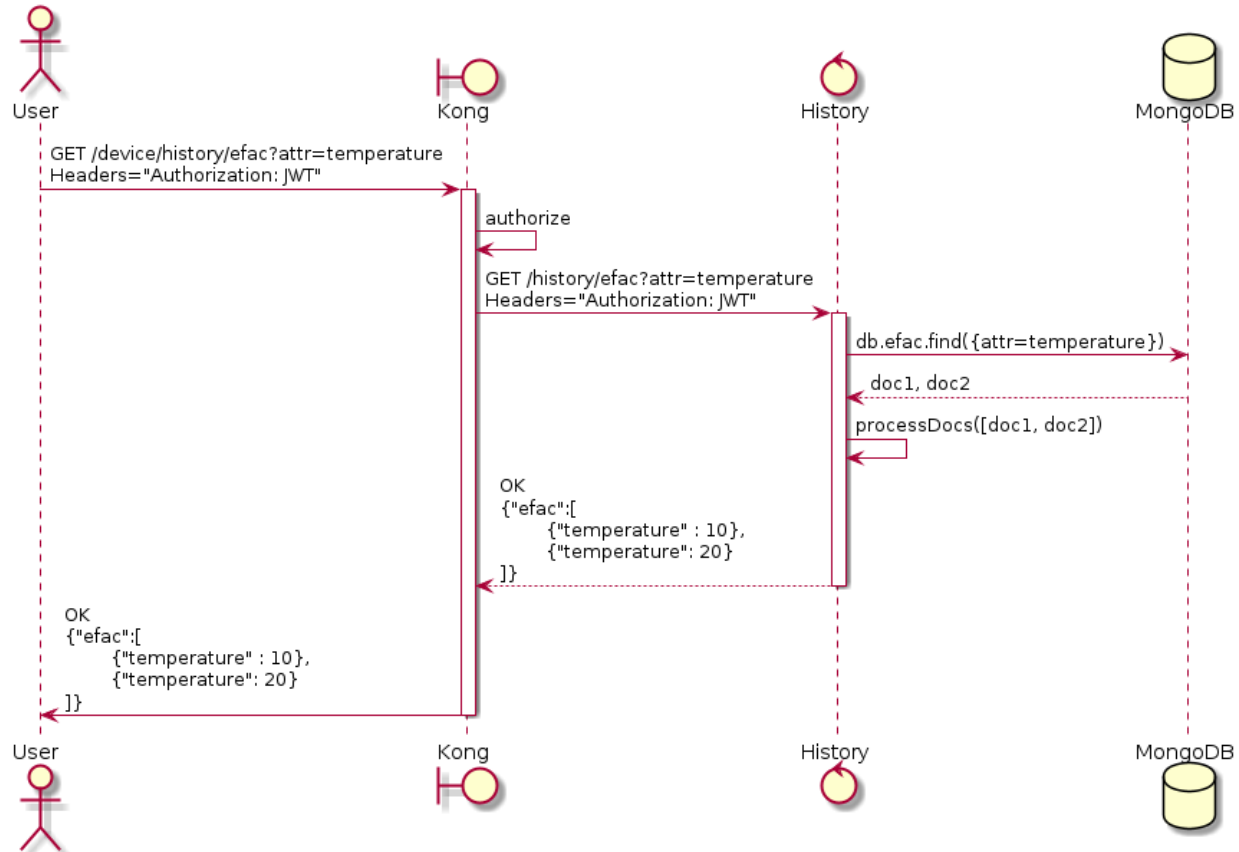 User
Kong
History
MongoDB
GET /device/history/efac?attr=temperature
Headers="Authorization: JWT"
authorize
GET /history/efac?attr=temperature
Headers="Authorization: JWT"
db.efac.find({attr=temperature})
doc1, doc2
processDocs([doc1, doc2])
OK
{"efac":[
{"temperature" : 10},
{"temperature": 20}
]}
OK
{"efac":[
{"temperature" : 10},
{"temperature": 20}
]}
User
Kong
History
MongoDB